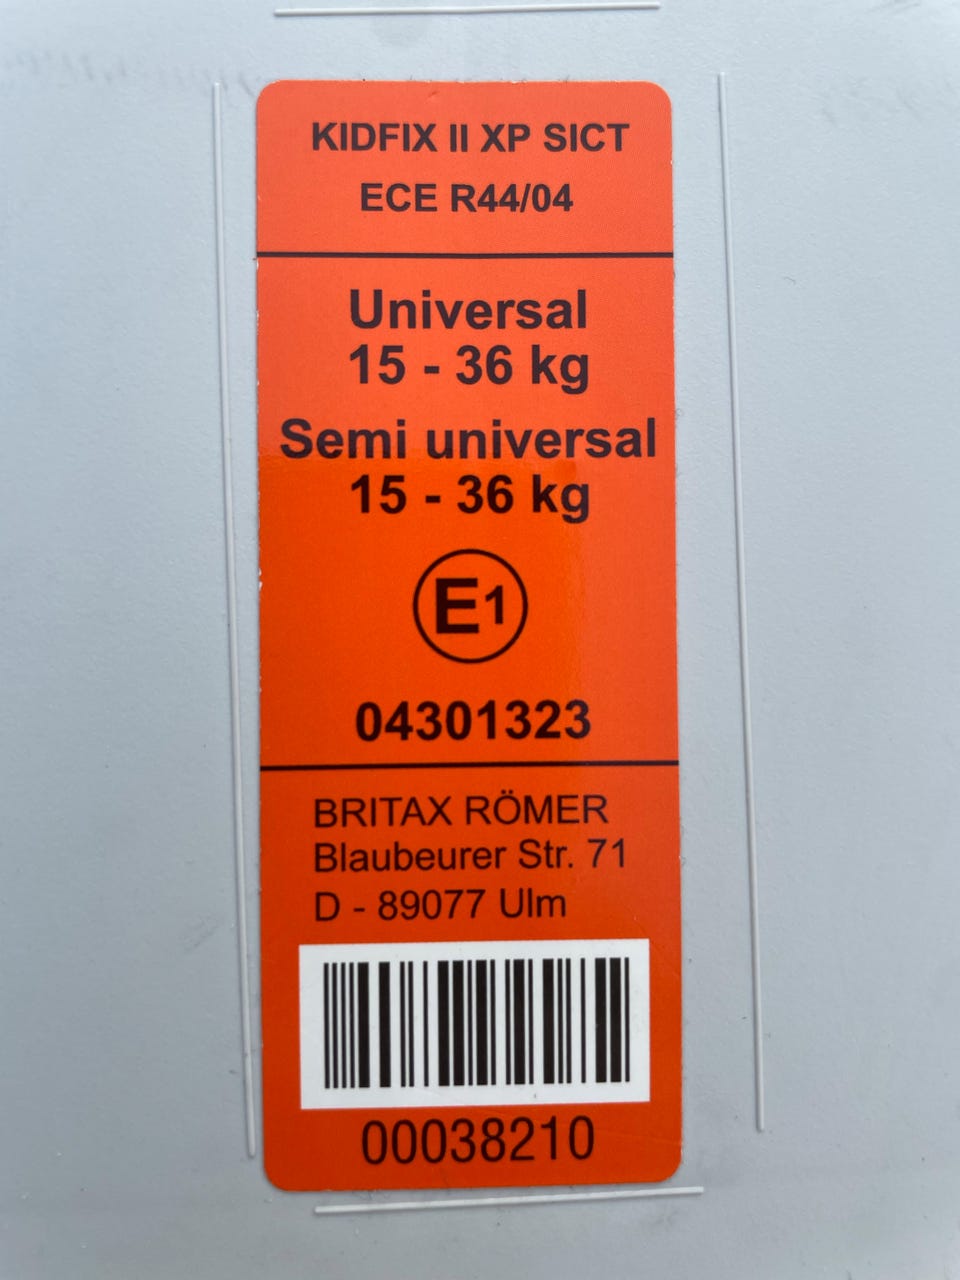 KIDFIX II XP SICT
ECE R44/04
Universal
15 - 36 kg
Semi universal
15 - 36 kg
E1
04301323
BRITAX RÖMER
Blaubeurer Str. 71
D - 89077 Ulm
00038210